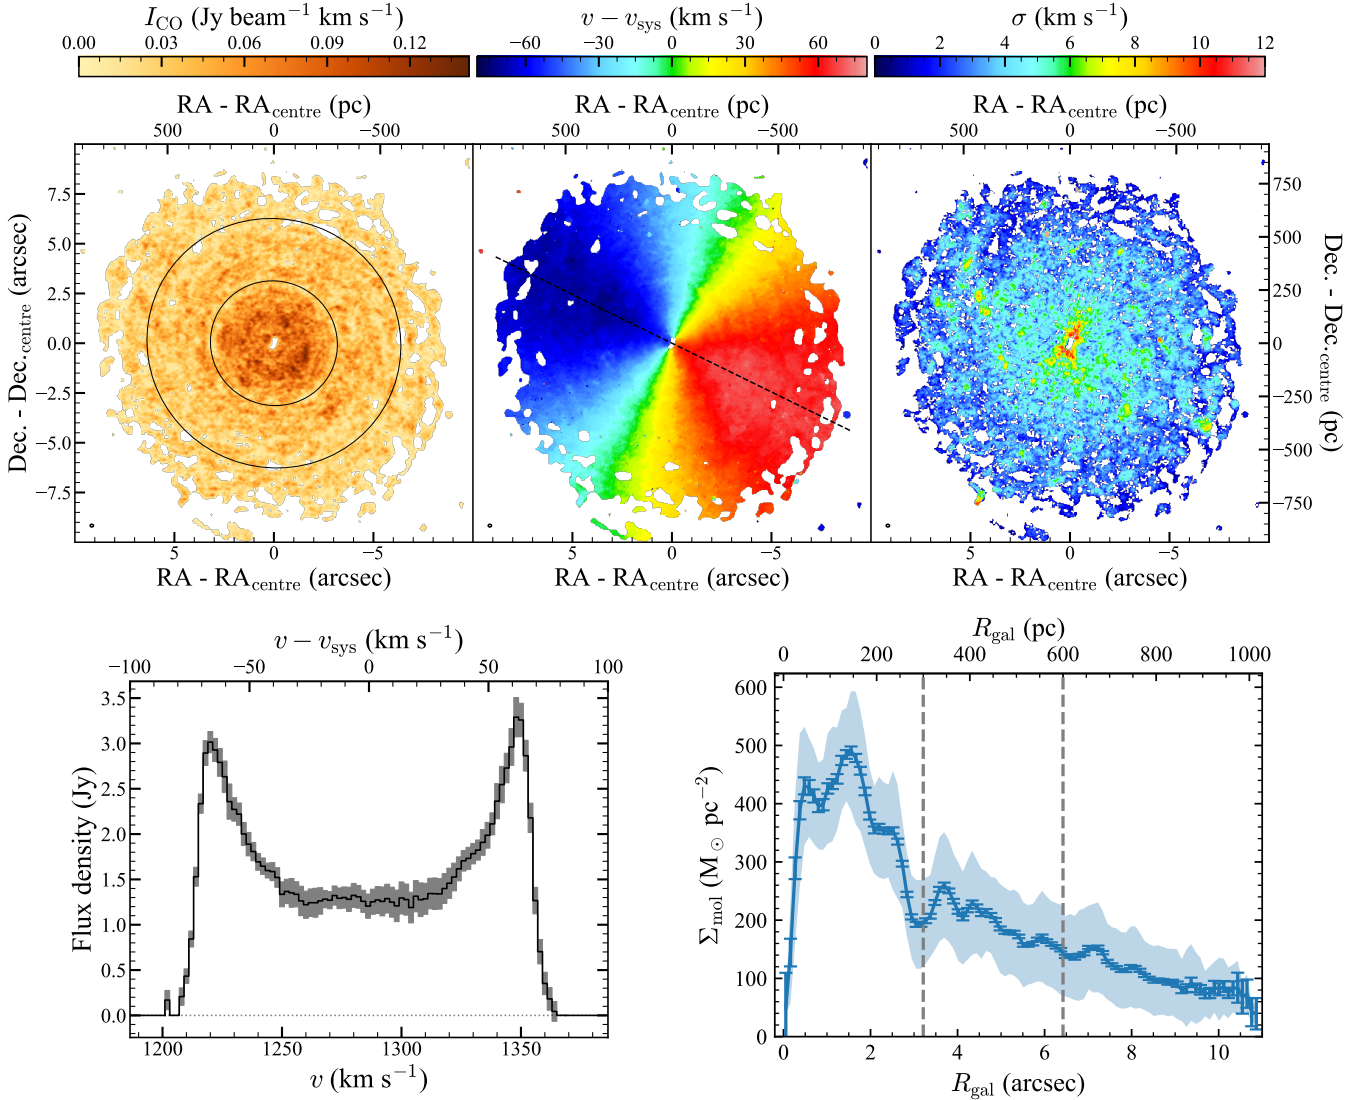 I_CO (Jy beam⁻¹ km s⁻¹) v − v_sys (km s⁻¹) σ (km s⁻¹)
0.00 0.03 0.06 0.09 0.12 −60 −30 0 30 60 0 2 4 6 8 10 12
RA - RA_centre (pc) RA - RA_centre (pc) RA - RA_centre (pc)
500 0 −500 500 0 −500 500 0 −500
Dec. - Dec._centre (arcsec)
7.5
5.0
2.5
0.0
−2.5
−5.0
−7.5
750
500
250
0
−250
−500
−750
Dec. - Dec._centre (pc)
5 0 −5 5 0 −5 5 0 −5
RA - RA_centre (arcsec) RA - RA_centre (arcsec) RA - RA_centre (arcsec)
v − v_sys (km s⁻¹)
−100 −50 0 50 100
Flux density (Jy)
3.5
3.0
2.5
2.0
1.5
1.0
0.5
0.0
1200 1250 1300 1350
v (km s⁻¹)
R_gal (pc)
0 200 400 600 800 1000
Σ_mol (M_⊙ pc⁻²)
600
500
400
300
200
100
0
0 2 4 6 8 10
R_gal (arcsec)